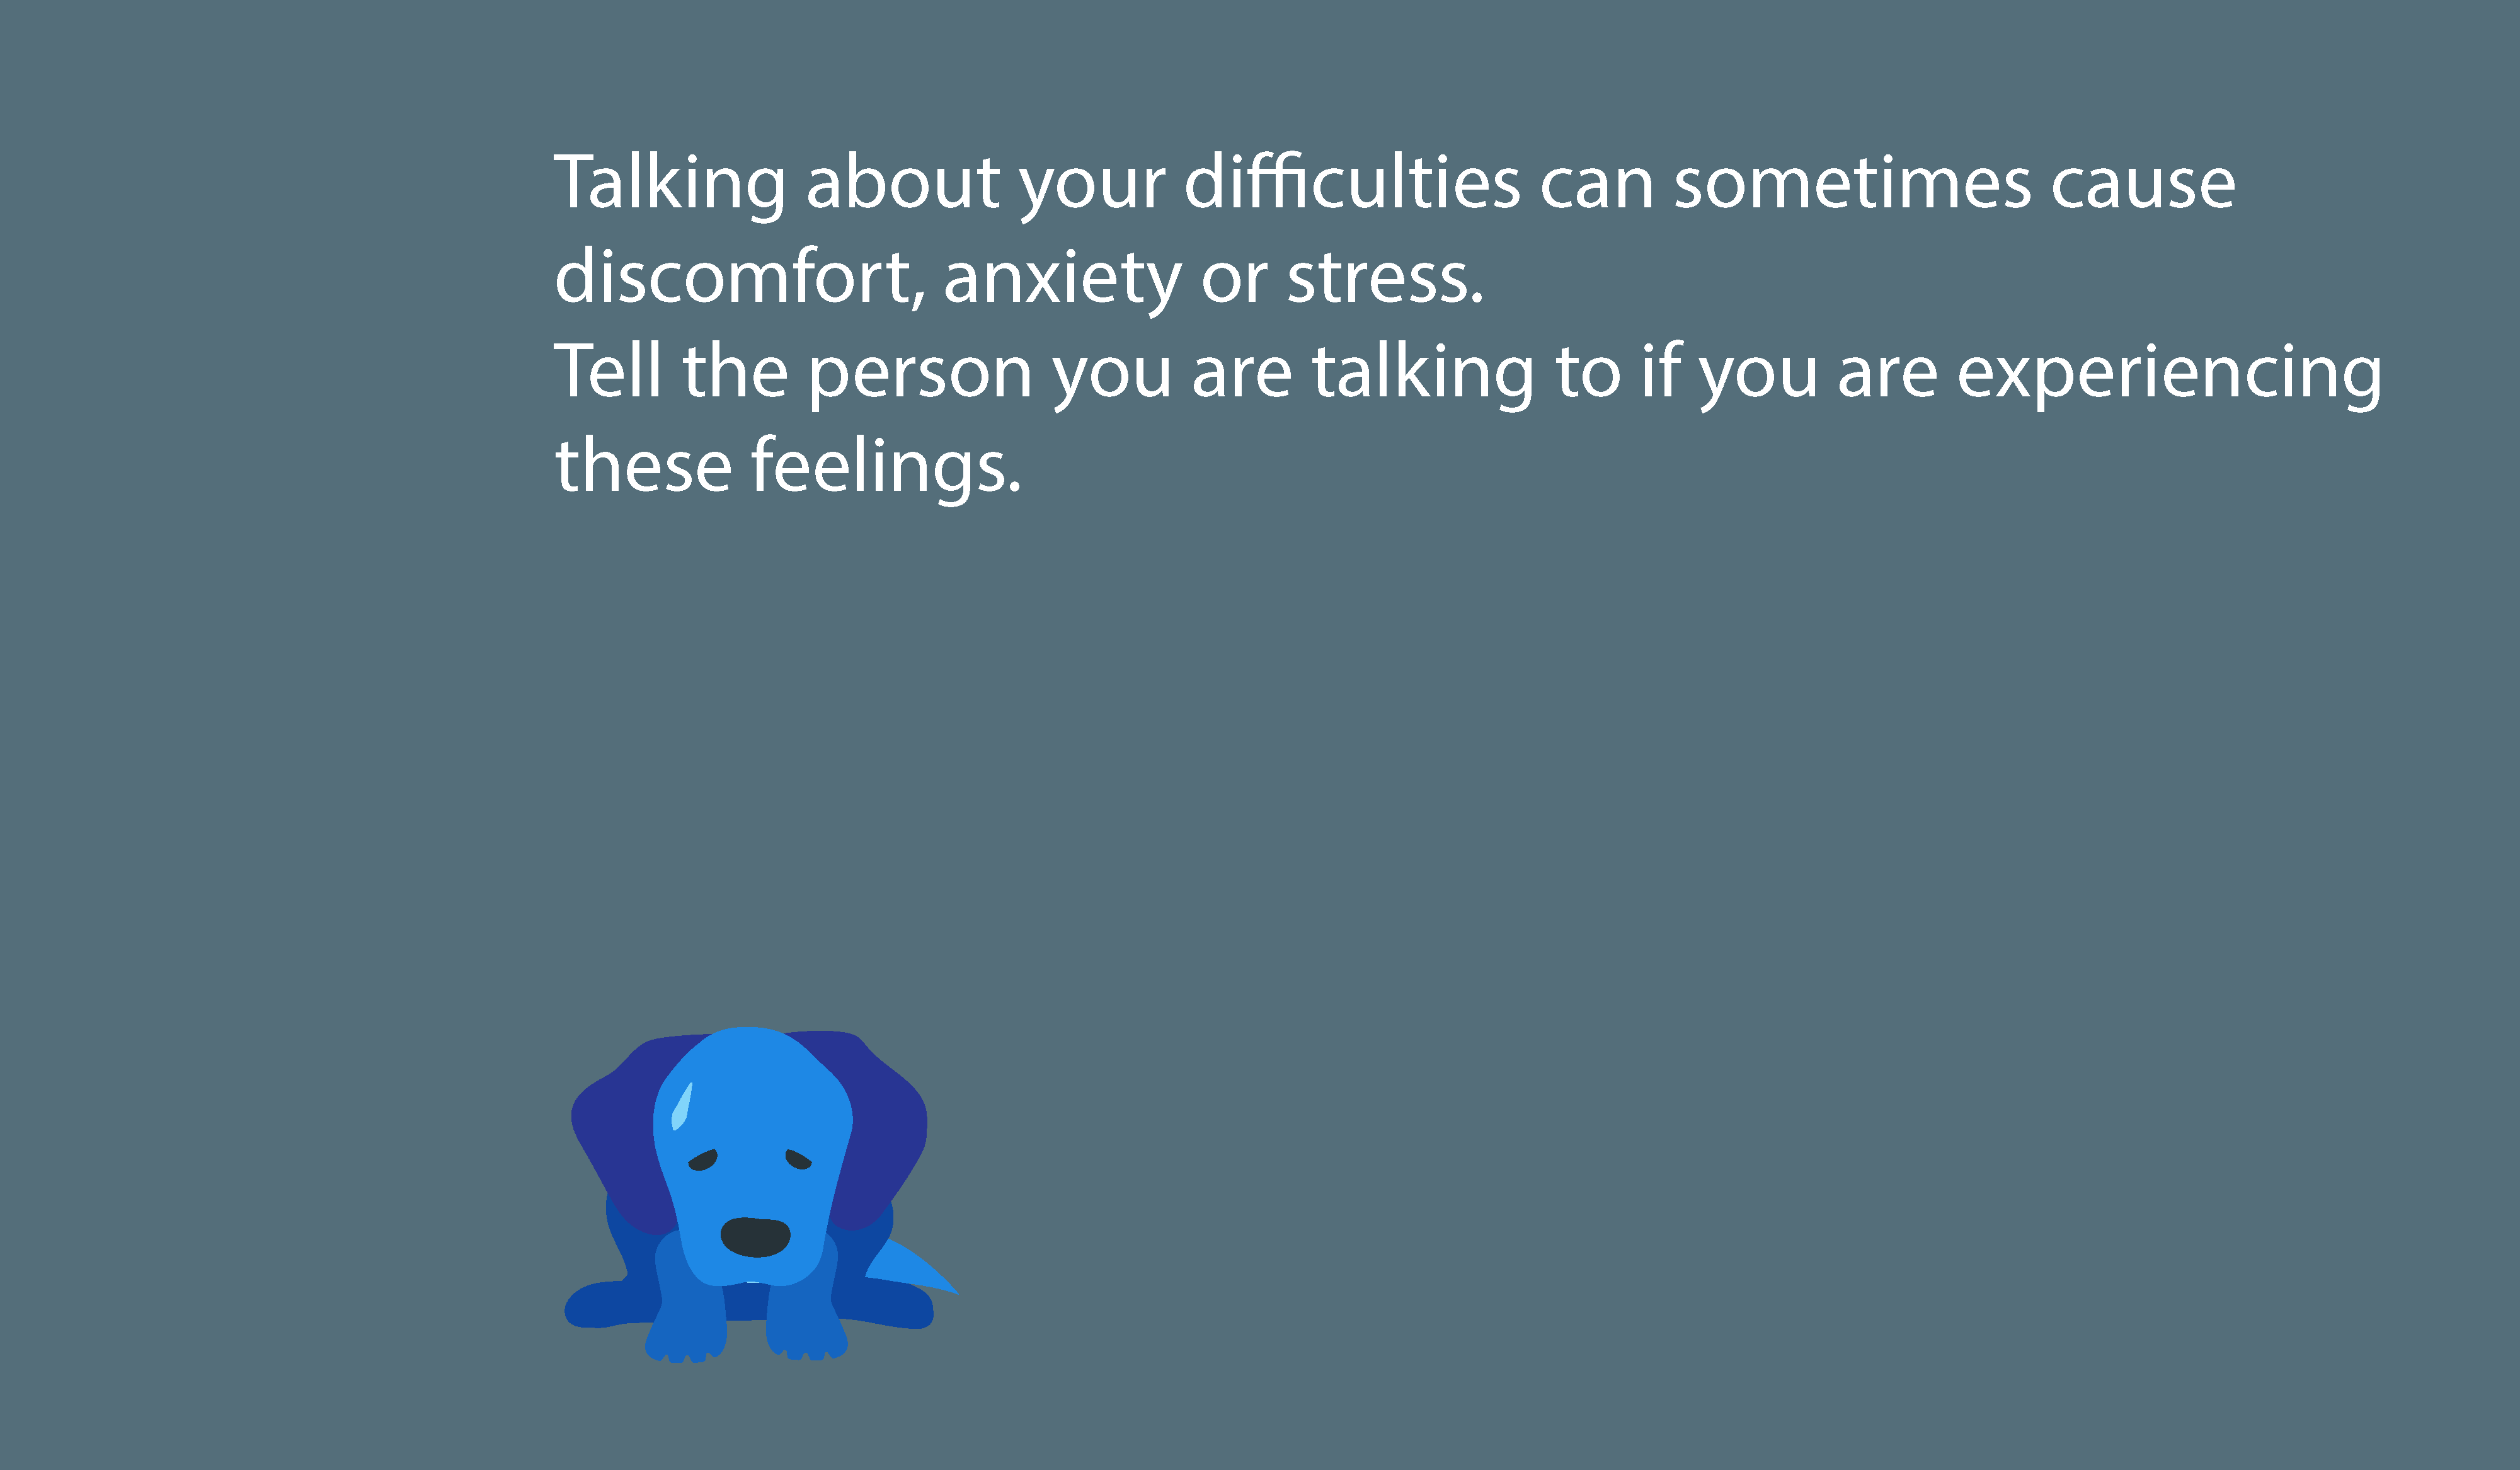 Talking about your difficulties can sometimes cause
discomfort, anxiety or stress.
Tell the person you are talking to if you are experiencing
these feelings.